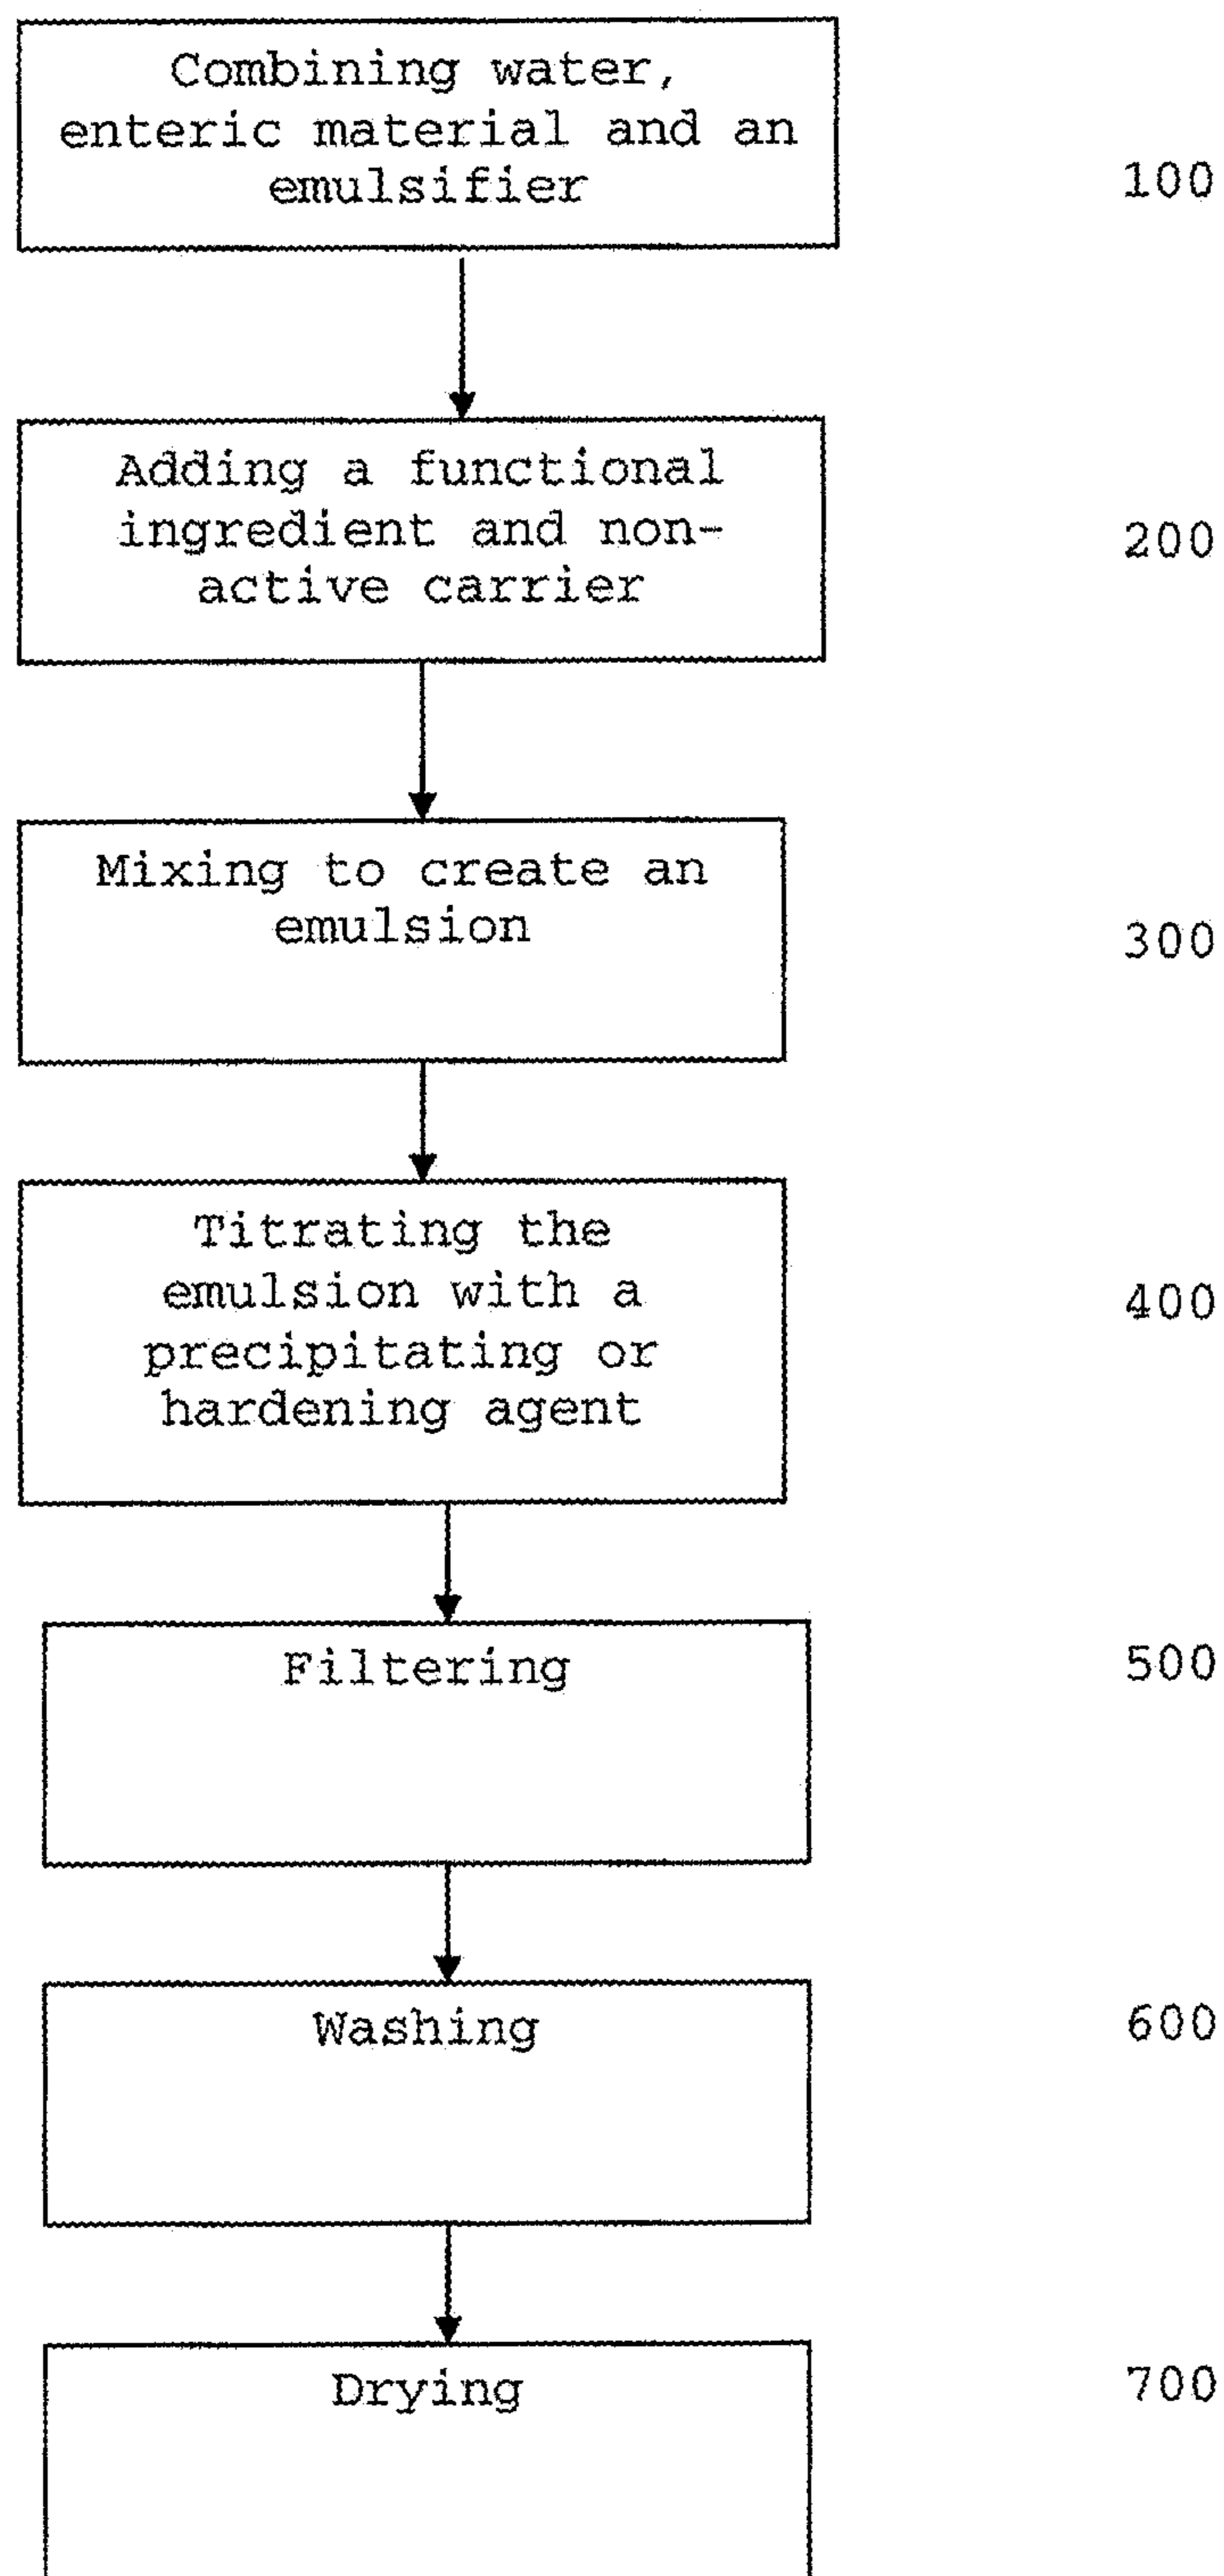 Combining water,
enteric material and an
emulsifier
100
Adding a functional
ingredient and non-
active carrier
200
Mixing to create an
emulsion
300
Titrating the
emulsion with a
precipitating or
hardening agent
400
Filtering
500
Washing
600
Drying
700